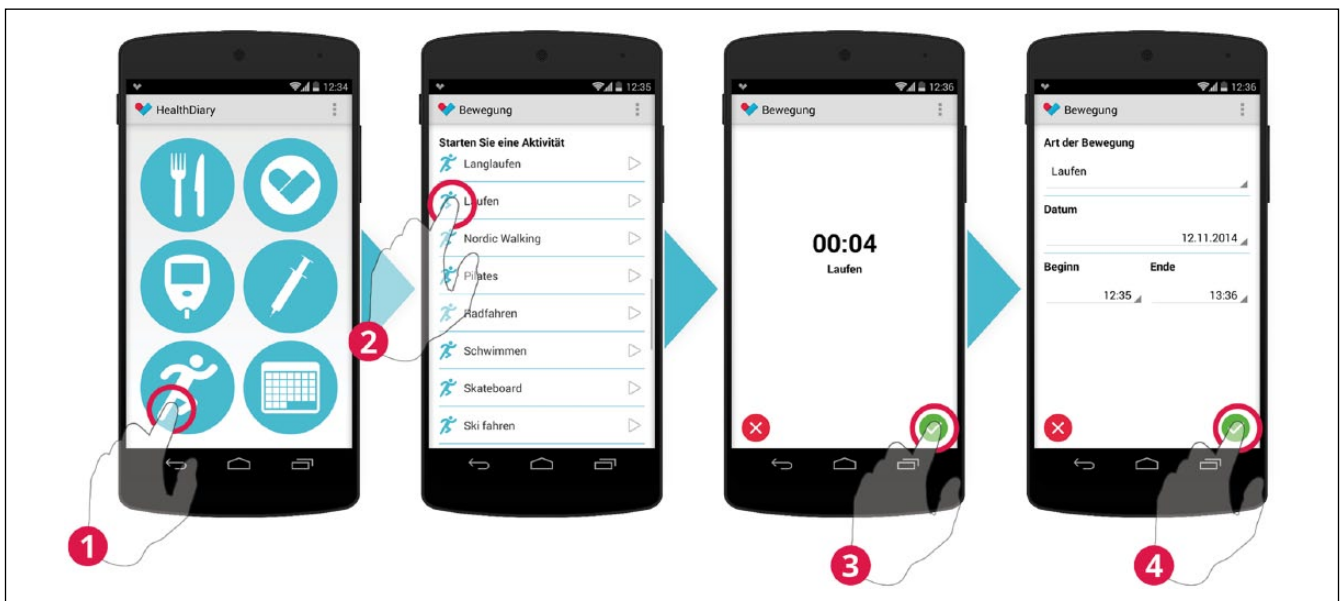 12:34
HealthDiary
1
12:35
Bewegung
Starten Sie eine Aktivität
Langlaufen
Laufen
Nordic Walking
Pilates
Radfahren
Schwimmen
Skateboard
Ski fahren
2
12:36
Bewegung
00:04
Laufen
3
12:36
Bewegung
Art der Bewegung
Laufen
Datum
12.11.2014
Beginn Ende
12:35 13:36
4